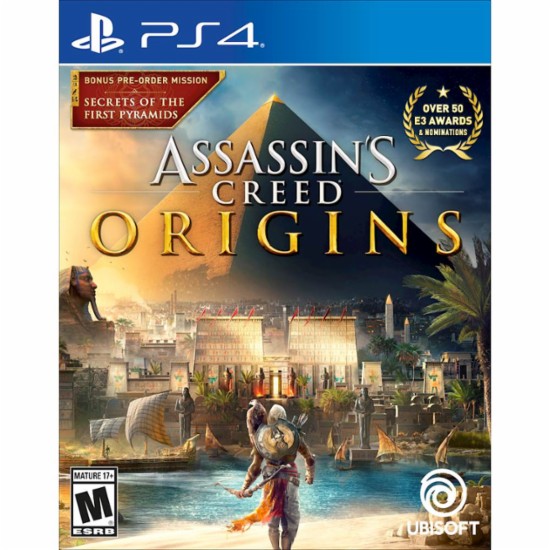 PS4
BONUS PRE-ORDER MISSION
SECRETS OF THE
FIRST PYRAMIDS
OVER 50
E3 AWARDS
& NOMINATIONS
ASSASSIN'S
CREED
ORIGINS
MATURE 17+
M
ESRB
UBISOFT